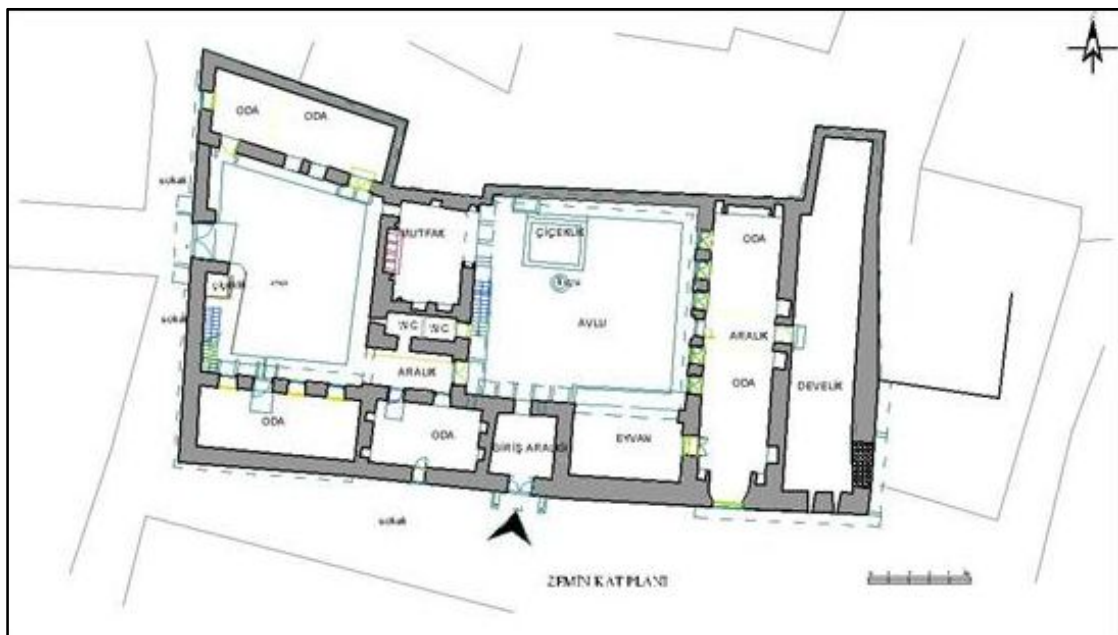 ODA
ODA
sokak
MUTFAK
ÇİÇEKLİK
ODA
AVLU
sokak
WC
WC
ARALIK
ARALIK
ODA
DEVELİK
ODA
ODA
GİRİŞ ARALIĞI
EYVAN
sokak
ZEMİN KAT PLANI